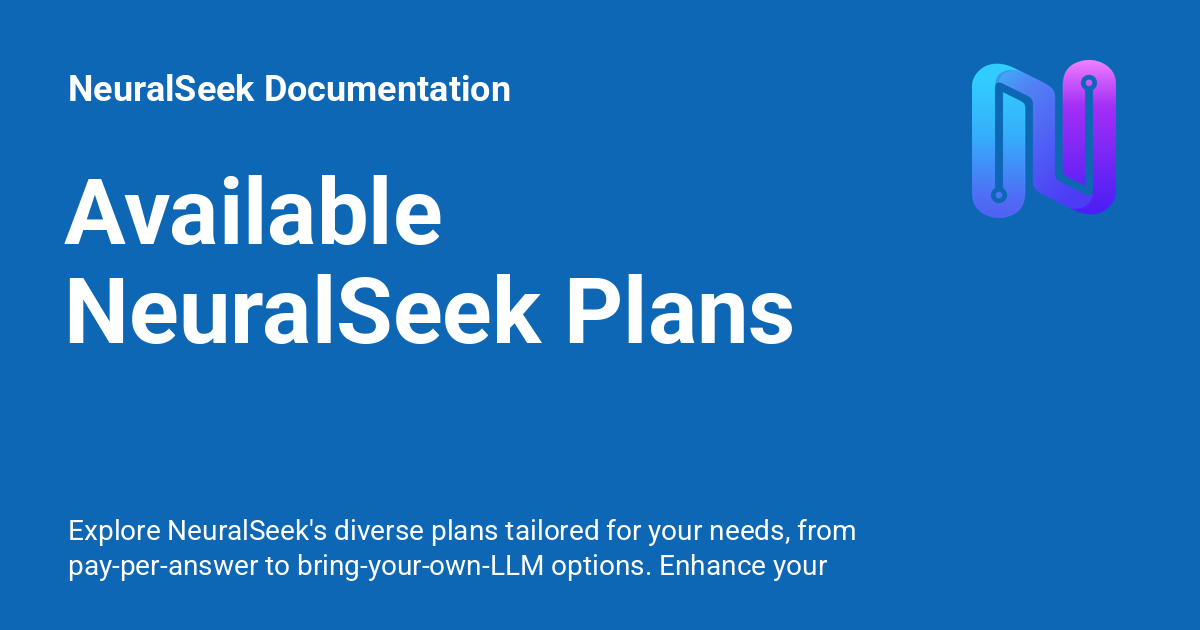 NeuralSeek Documentation
Available
NeuralSeek Plans
Explore NeuralSeek's diverse plans tailored for your needs, from
pay-per-answer to bring-your-own-LLM options. Enhance your